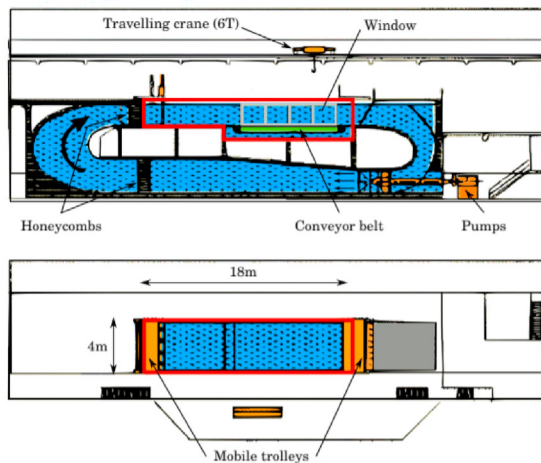 Travelling crane (6T)
Window
Honeycombs
Conveyor belt
Pumps
18m
4m
Mobile trolleys